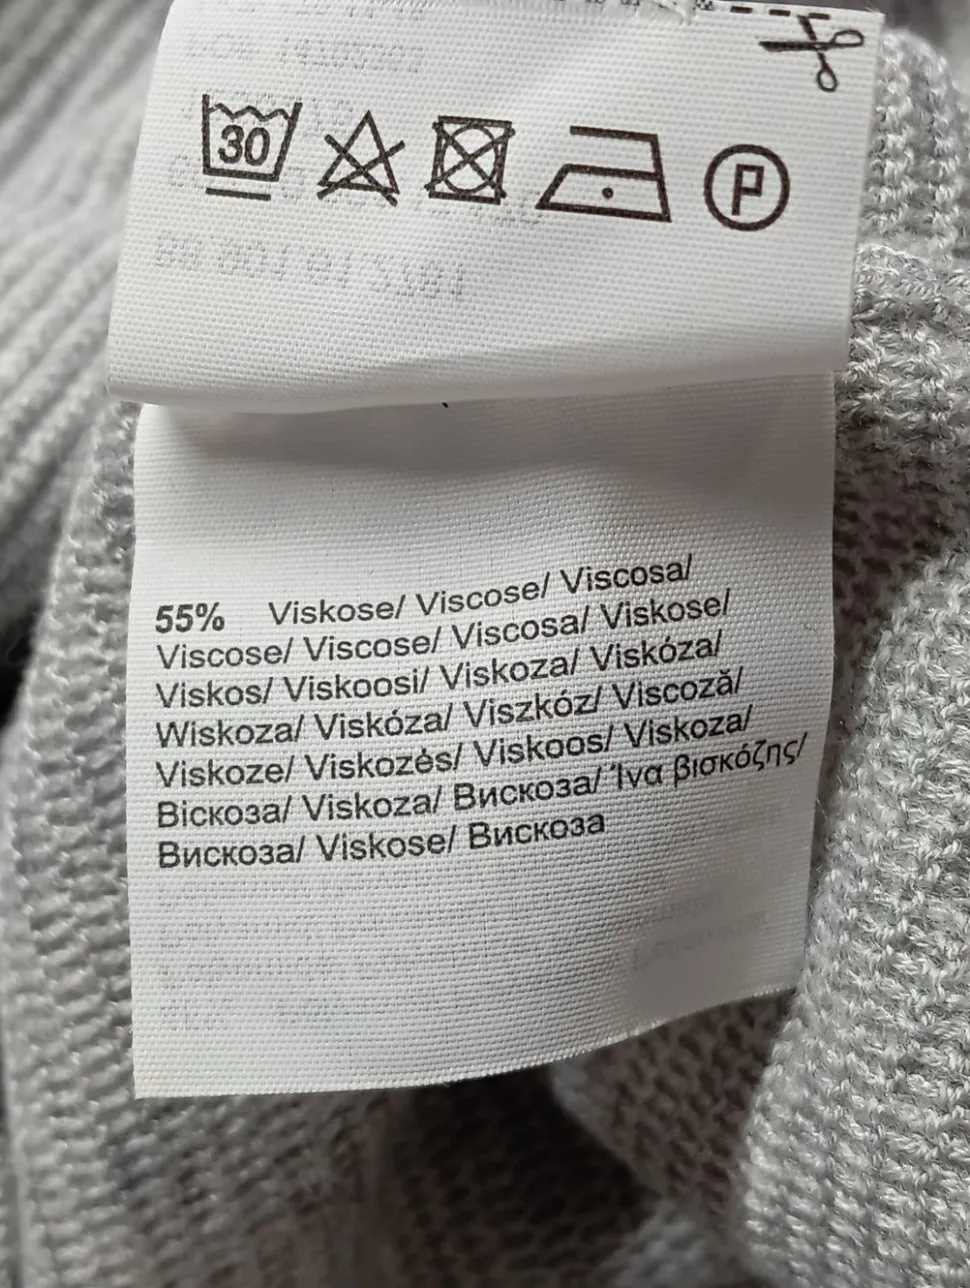 30
P
55% Viskose/ Viscose/ Viscosa/
Viscose/ Viscose/ Viscosa/ Viskose/
Viskos/ Viskoosi/ Viskoza/ Viskóza/
Wiskoza/ Viskóza/ Viszkóz/ Viscoză/
Viskoze/ Viskozės/ Viskoos/ Viskoza/
Віскоза/ Viskoza/ Вискоза/ Ίνα βισκόζης/
Вискоза/ Viskose/ Вискоза